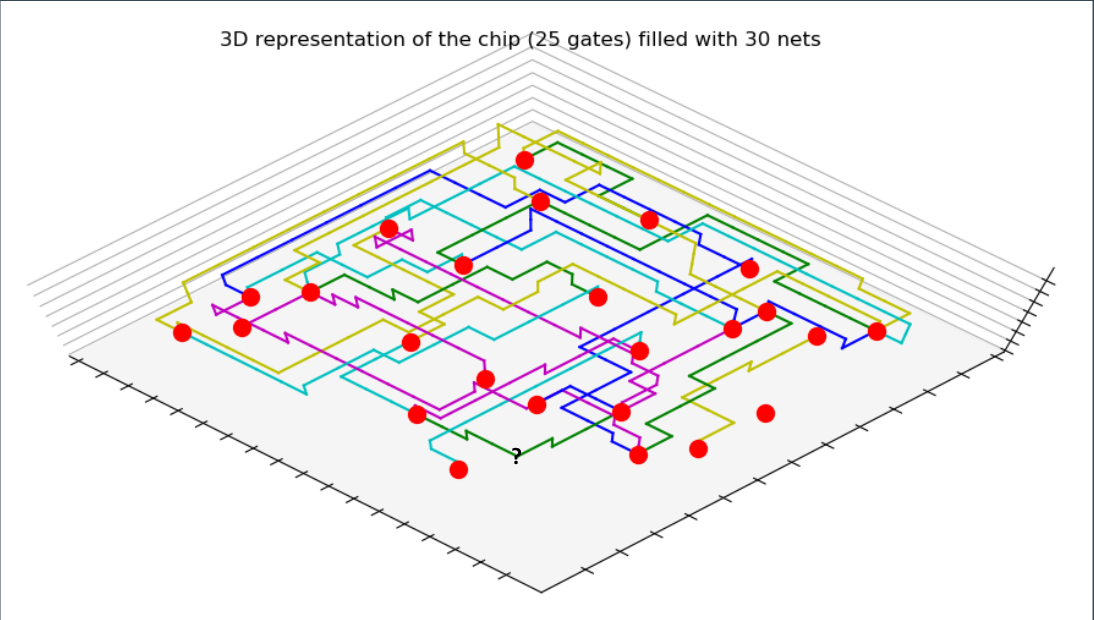 3D representation of the chip (25 gates) filled with 30 nets
?